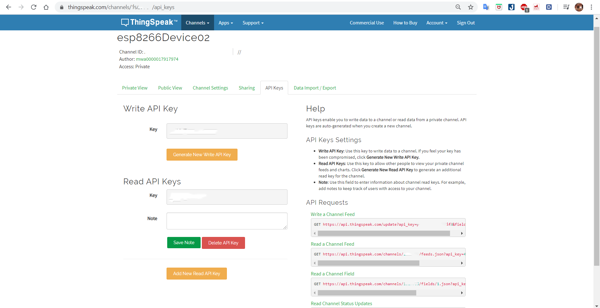 thingspeak.com/channels/ /api_keys
ThingSpeak™ Channels Apps Support Commercial Use How to Buy Account Sign Out
esp8266Device02
Channel ID:
Author: mwa0000017917974
Access: Private
Private View Public View Channel Settings Sharing API Keys Data Import / Export
Write API Key
Key
Generate New Write API Key
Read API Keys
Key
Note
Save Note Delete API Key
Add New Read API Key
Help
API keys enable you to write data to a channel or read data from a private channel. API
keys are auto-generated when you create a new channel.
API Keys Settings
• Write API Key: Use this key to write data to a channel. If you feel your key has
been compromised, click Generate New Write API Key.
• Read API Keys: Use this key to allow other people to view your private channel
feeds and charts. Click Generate New Read API Key to generate an additional
read key for the channel.
• Note: Use this field to enter information about channel read keys. For example,
add notes to keep track of users with access to your channel.
API Requests
Write a Channel Feed
GET https://api.thingspeak.com/update?api_key=
Read a Channel Feed
GET https://api.thingspeak.com/channels/ /feeds.json?api_key=
Read a Channel Field
GET https://api.thingspeak.com/channels/ /fields/1.json?api_ke
Read Channel Status Updates